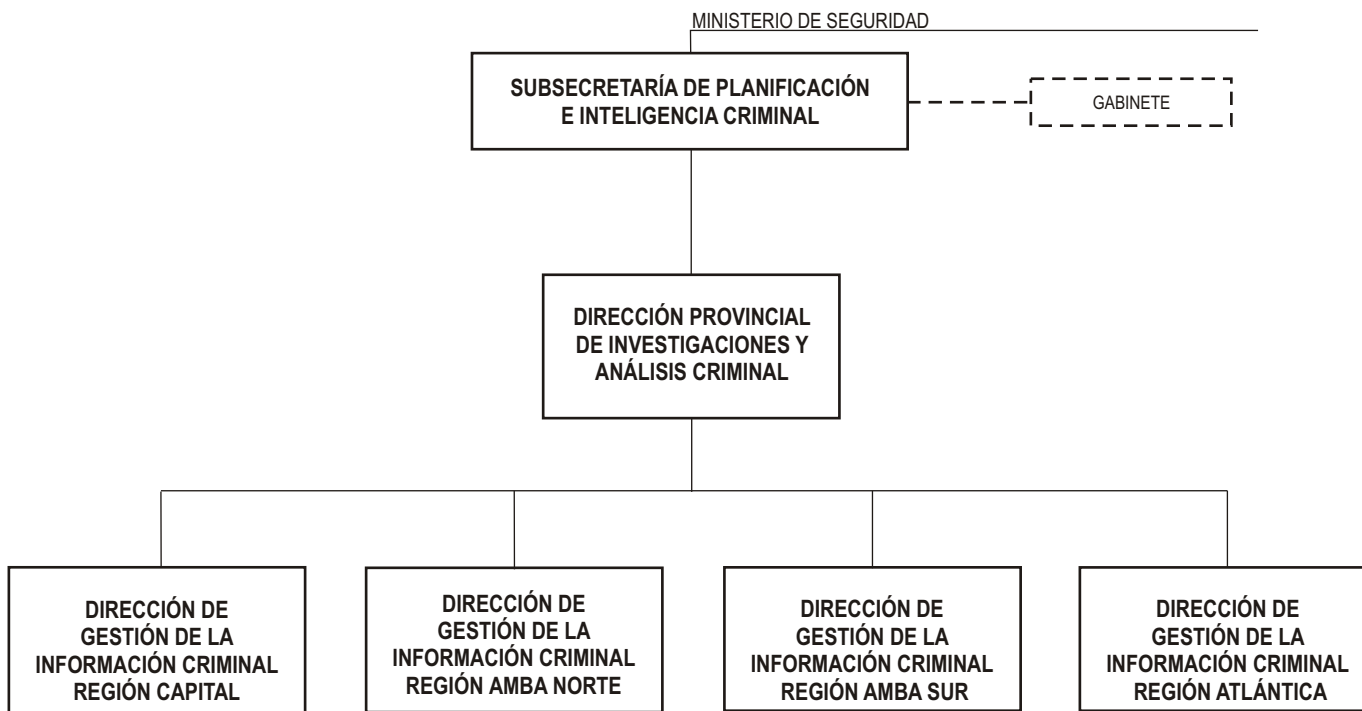 MINISTERIO DE SEGURIDAD
SUBSECRETARÍA DE PLANIFICACIÓN
E INTELIGENCIA CRIMINAL
GABINETE
DIRECCIÓN PROVINCIAL
DE INVESTIGACIONES Y
ANÁLISIS CRIMINAL
DIRECCIÓN DE
GESTIÓN DE LA
INFORMACIÓN CRIMINAL
REGIÓN CAPITAL
DIRECCIÓN DE
GESTIÓN DE LA
INFORMACIÓN CRIMINAL
REGIÓN AMBA NORTE
DIRECCIÓN DE
GESTIÓN DE LA
INFORMACIÓN CRIMINAL
REGIÓN AMBA SUR
DIRECCIÓN DE
GESTIÓN DE LA
INFORMACIÓN CRIMINAL
REGIÓN ATLÁNTICA